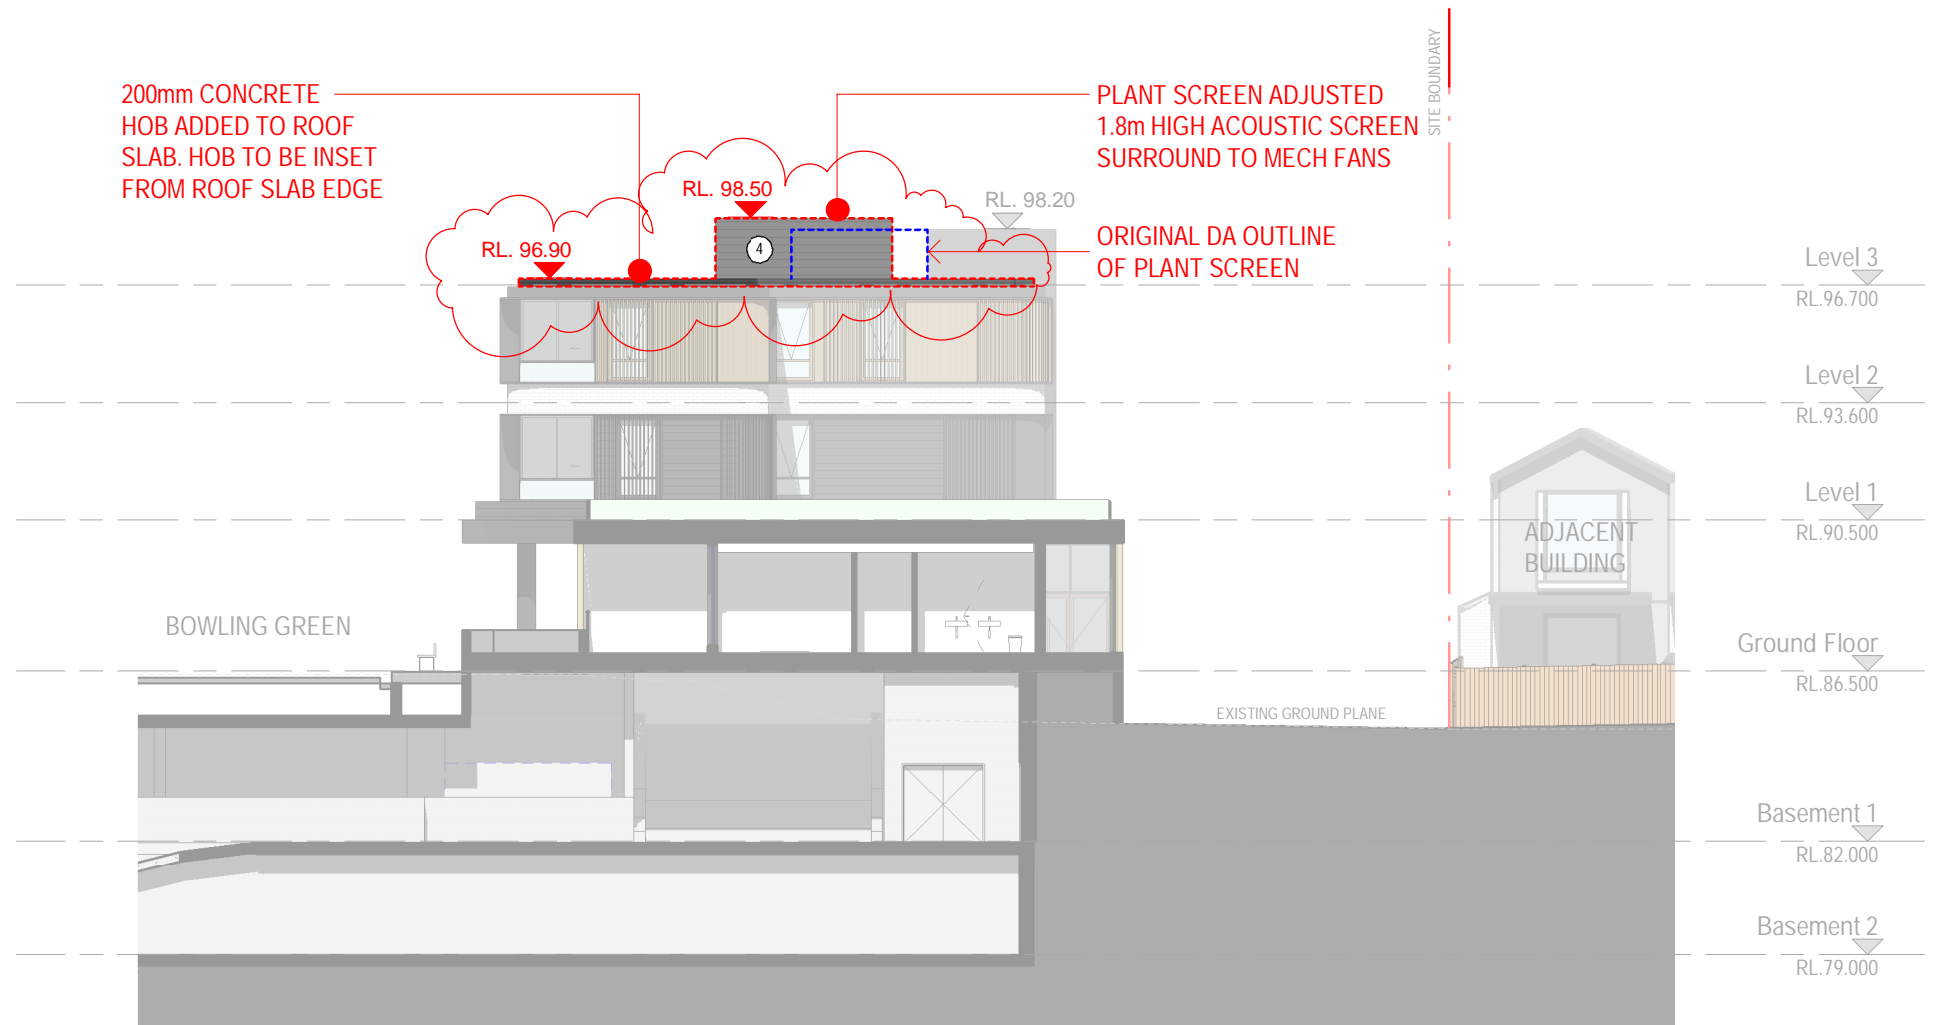 SITE BOUNDARY
200mm CONCRETE
HOB ADDED TO ROOF
SLAB. HOB TO BE INSET
FROM ROOF SLAB EDGE
PLANT SCREEN ADJUSTED
1.8m HIGH ACOUSTIC SCREEN
SURROUND TO MECH FANS
RL. 98.50
RL. 98.20
RL. 96.90
4
ORIGINAL DA OUTLINE
OF PLANT SCREEN
Level 3
RL.96.700
Level 2
RL.93.600
Level 1
RL.90.500
ADJACENT
BUILDING
BOWLING GREEN
Ground Floor
RL.86.500
EXISTING GROUND PLANE
Basement 1
RL.82.000
Basement 2
RL.79.000